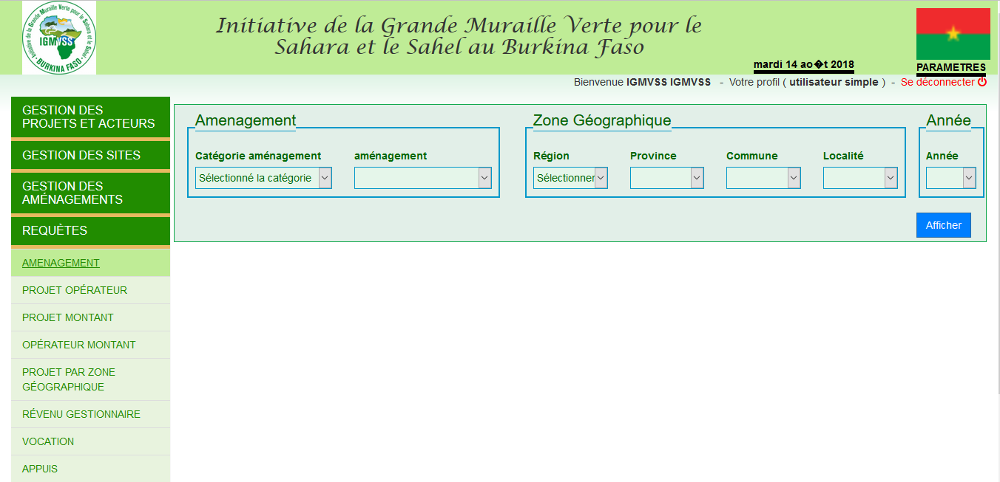 Initiative de la Grande Muraille Verte pour le Sahara et le Sahel
IGMVSS
BURKINA FASO
Initiative de la Grande Muraille Verte pour le
Sahara et le Sahel au Burkina Faso
mardi 14 ao�t 2018
PARAMETRES
Bienvenue IGMVSS IGMVSS - Votre profil ( utilisateur simple ) - Se déconnecter
GESTION DES
PROJETS ET ACTEURS
GESTION DES SITES
GESTION DES
AMÉNAGEMENTS
REQUÈTES
AMENAGEMENT
PROJET OPÉRATEUR
PROJET MONTANT
OPÉRATEUR MONTANT
PROJET PAR ZONE
GÉOGRAPHIQUE
RÉVENU GESTIONNAIRE
VOCATION
APPUIS
Amenagement
Catégorie aménagement aménagement
Sélectionné la catégorie
Zone Géographique
Région Province Commune Localité
Sélectionner
Année
Année
Afficher